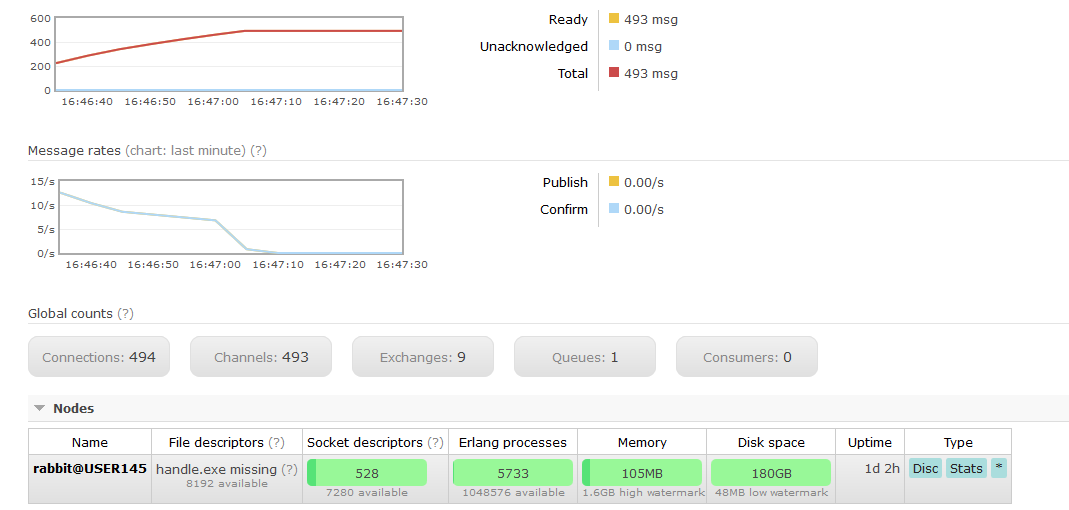 600
400
200
0
16:46:40 16:46:50 16:47:00 16:47:10 16:47:20 16:47:30
Ready 493 msg
Unacknowledged 0 msg
Total 493 msg
Message rates (chart: last minute) (?)
15/s
10/s
5/s
0/s
16:46:40 16:46:50 16:47:00 16:47:10 16:47:20 16:47:30
Publish 0.00/s
Confirm 0.00/s
Global counts (?)
Connections: 494 Channels: 493 Exchanges: 9 Queues: 1 Consumers: 0
Nodes
Name File descriptors (?) Socket descriptors (?) Erlang processes Memory Disk space Uptime Type
rabbit@USER145 handle.exe missing (?) 528 5733 105MB 180GB 1d 2h Disc Stats *
8192 available 7280 available 1048576 available 1.6GB high watermark 48MB low watermark